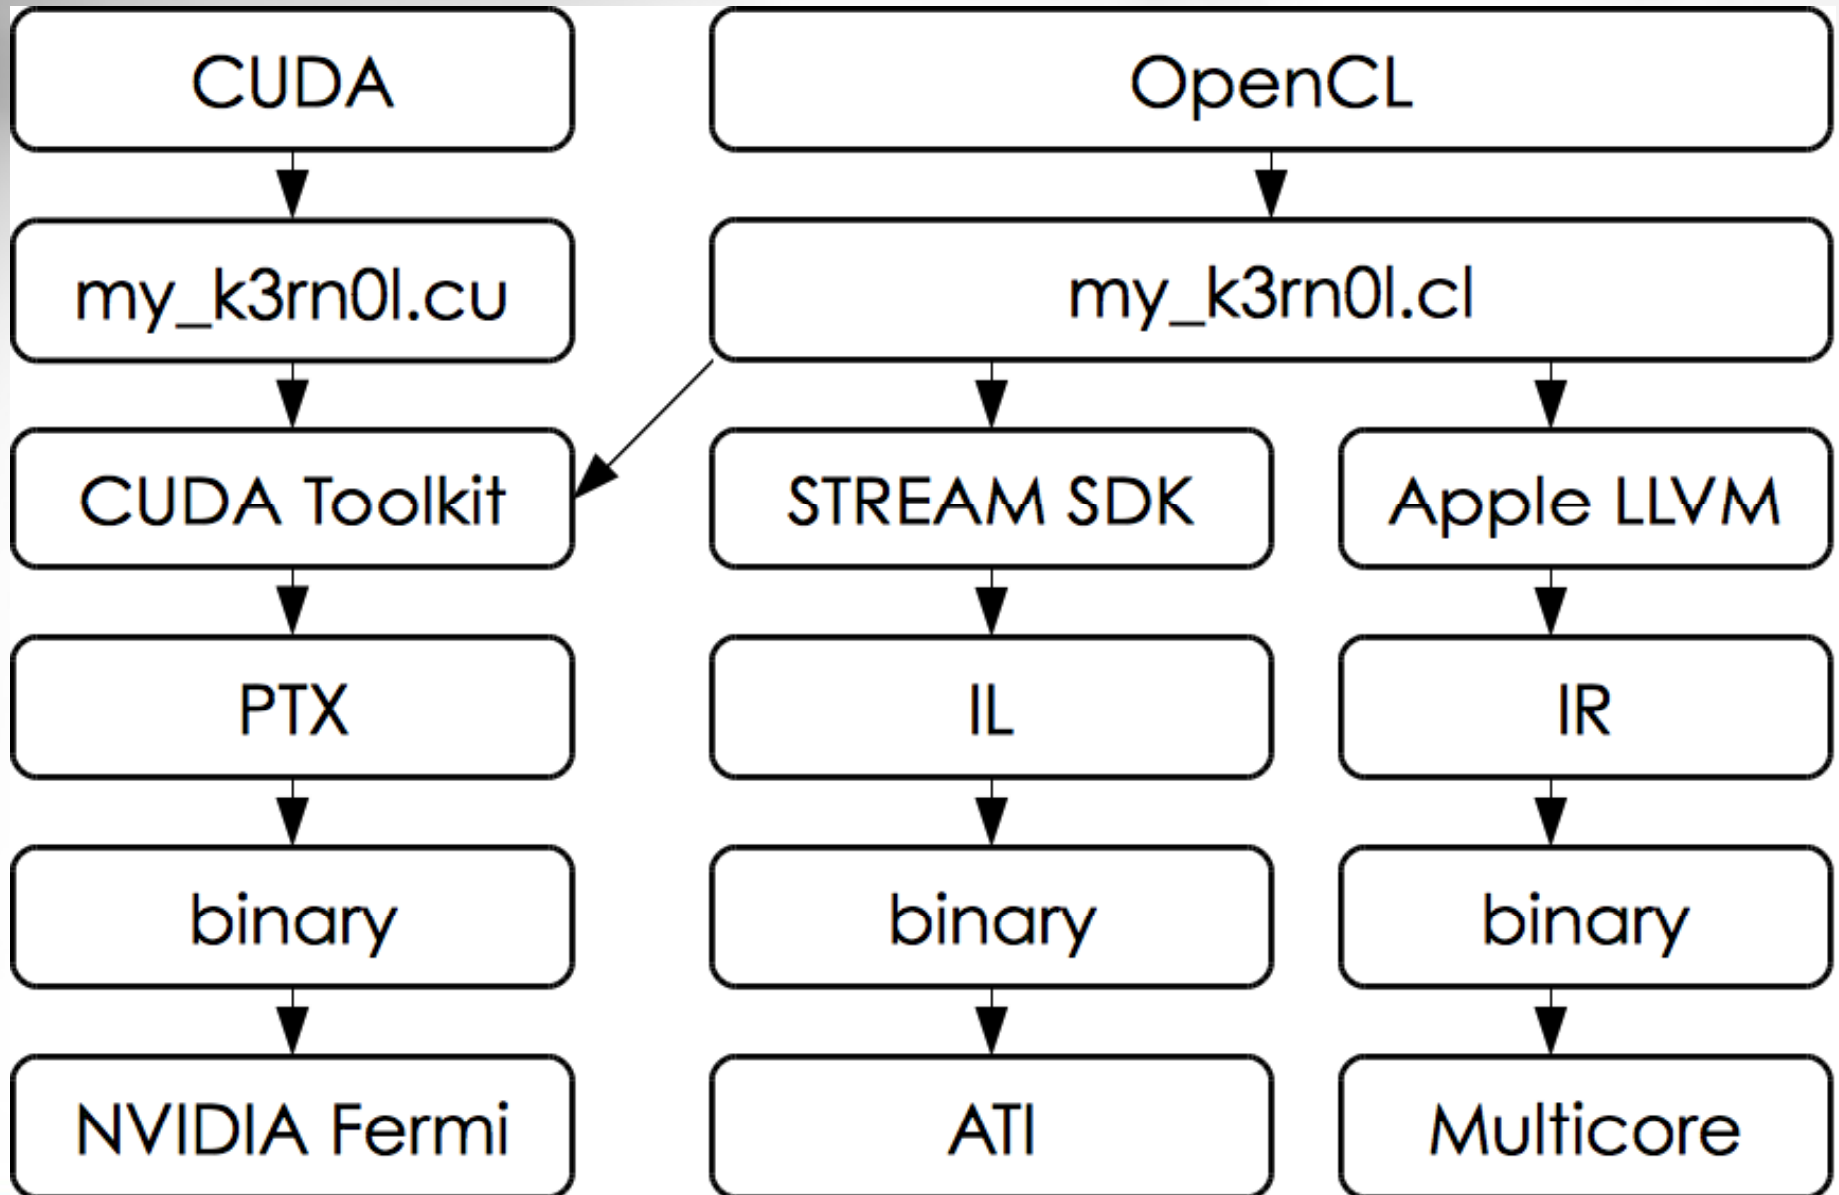 CUDA
OpenCL
my_k3rn0l.cu
my_k3rn0l.cl
CUDA Toolkit
STREAM SDK
Apple LLVM
PTX
IL
IR
binary
binary
binary
NVIDIA Fermi
ATI
Multicore